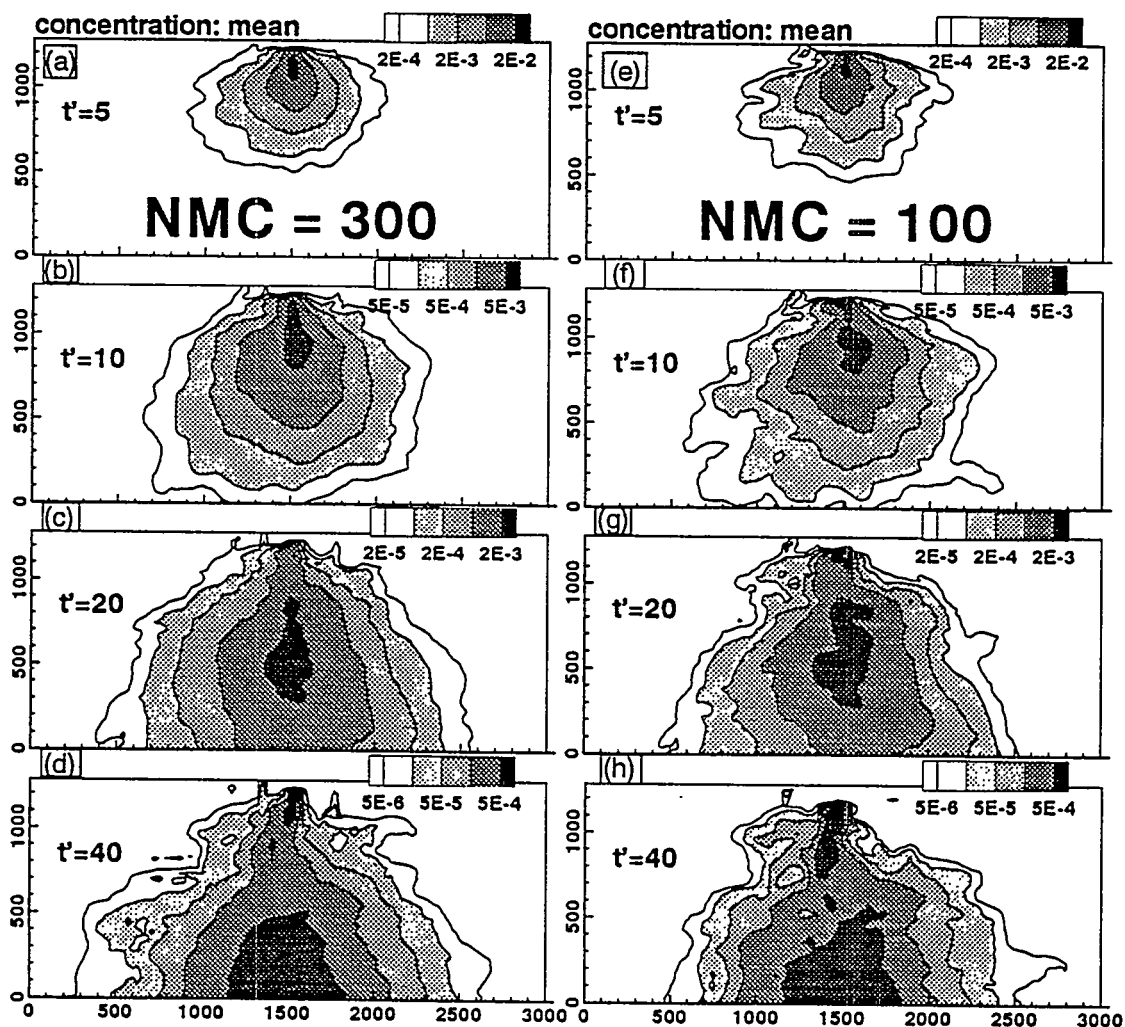 concentration: mean
2E-4 2E-3 2E-2
(a)
t'=5
NMC = 300
1000
500
0
(b)
5E-5 5E-4 5E-3
t'=10
1000
500
0
(c)
2E-5 2E-4 2E-3
t'=20
1000
500
0
(d)
5E-6 5E-5 5E-4
t'=40
1000
500
0
0 500 1000 1500 2000 2500 3000
concentration: mean
2E-4 2E-3 2E-2
(e)
t'=5
NMC = 100
1000
500
0
(f)
5E-5 5E-4 5E-3
t'=10
1000
500
0
(g)
2E-5 2E-4 2E-3
t'=20
1000
500
0
(h)
5E-6 5E-5 5E-4
t'=40
1000
500
0
0 500 1000 1500 2000 2500 3000